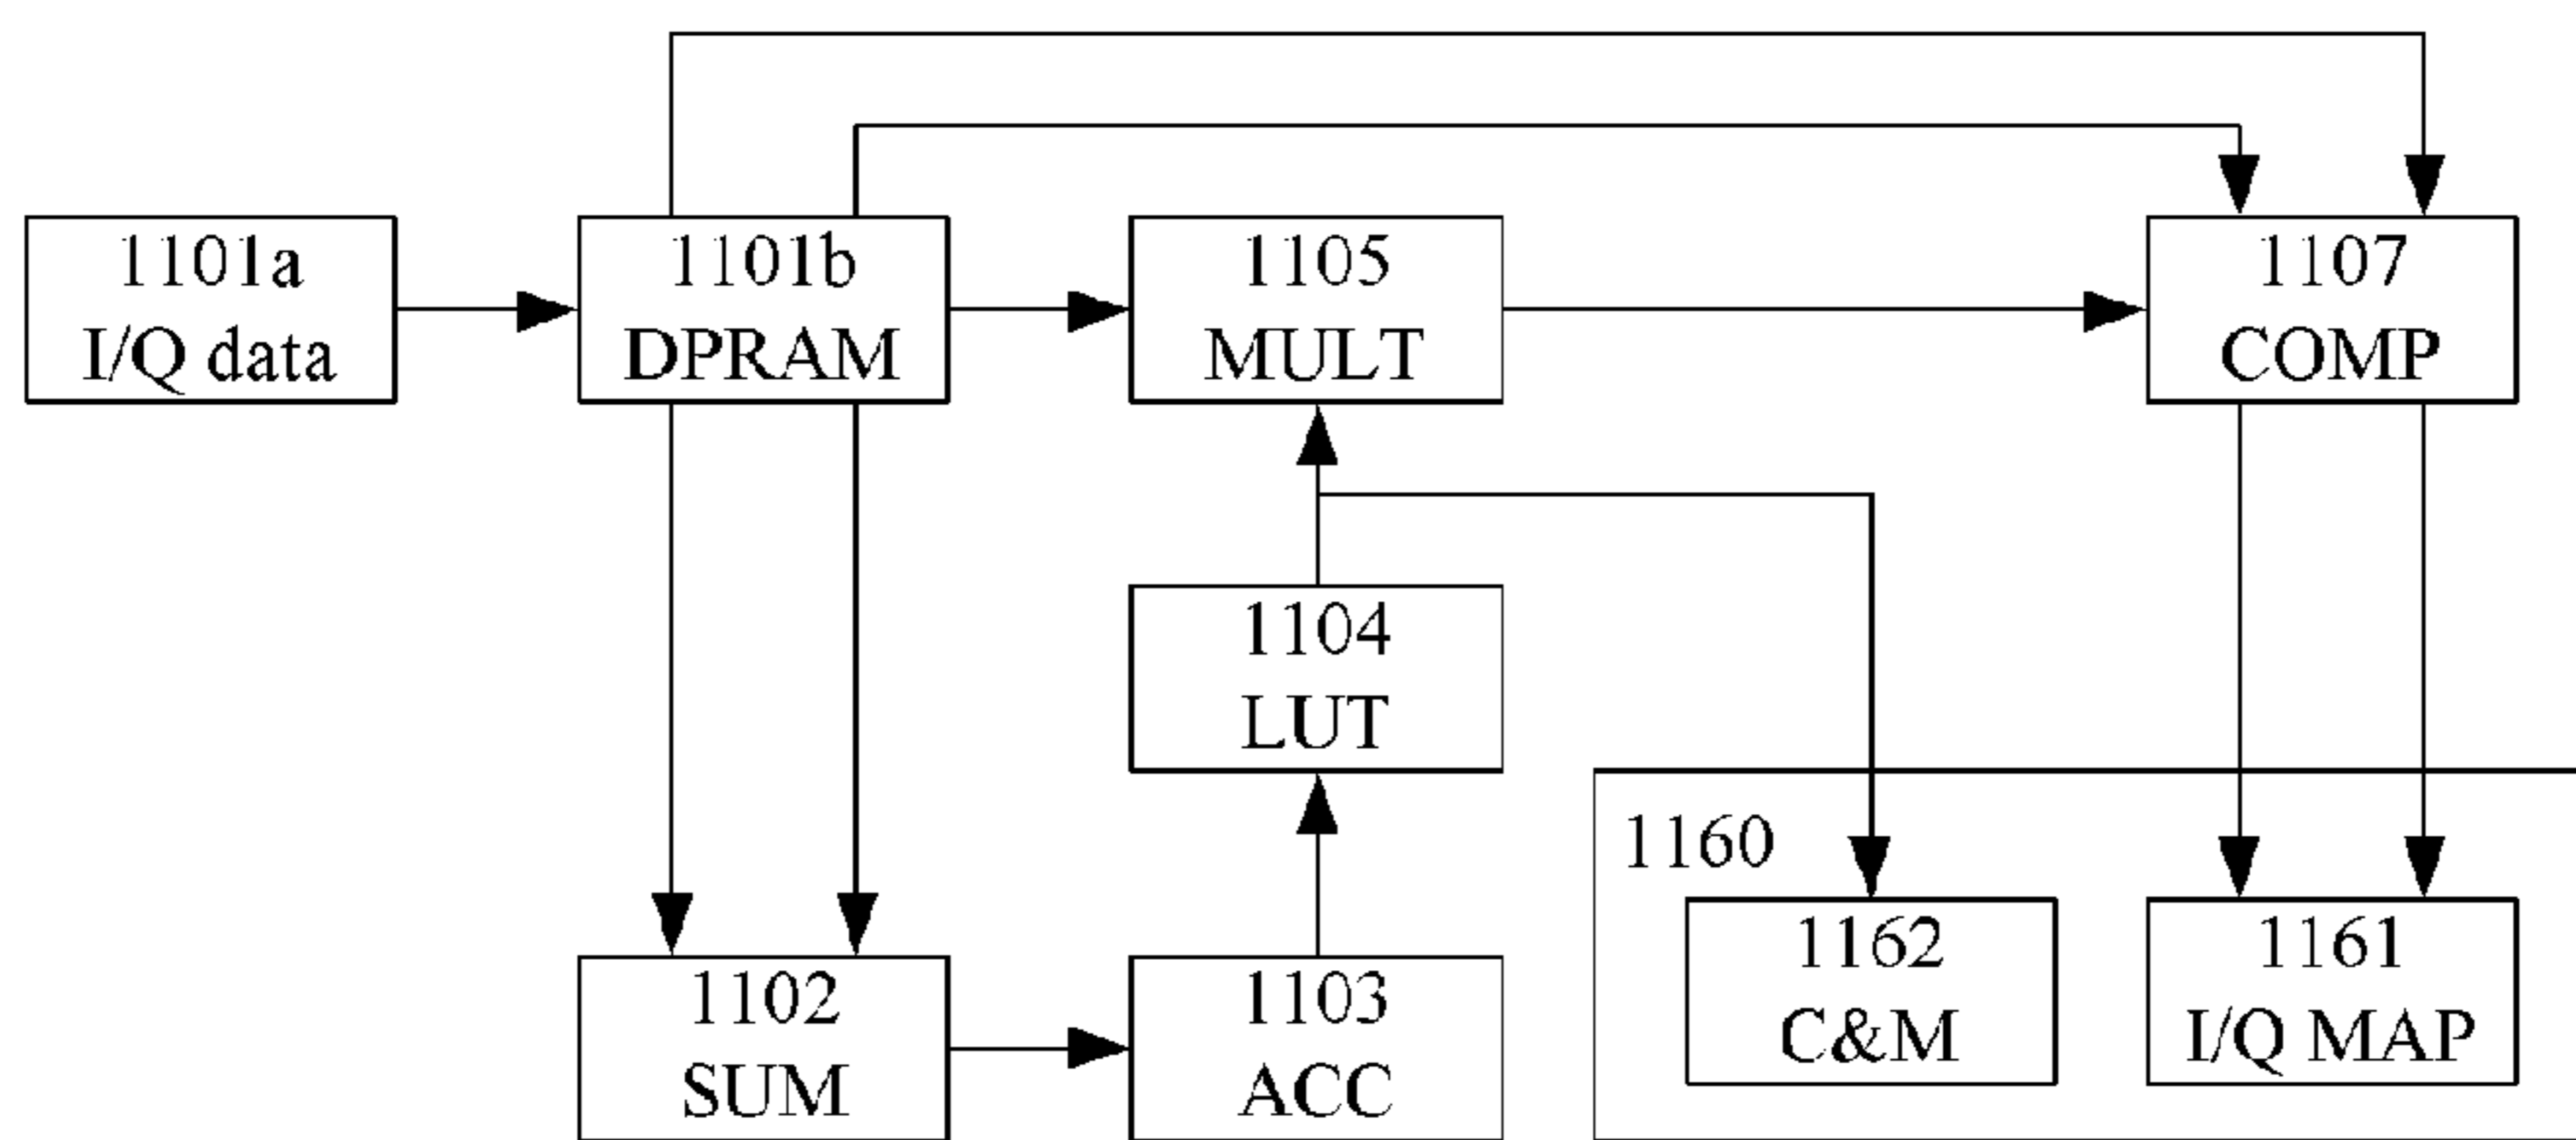 1101a
I/Q data
1101b
DPRAM
1105
MULT
1107
COMP
1104
LUT
1160
1162
C&M
1161
I/Q MAP
1102
SUM
1103
ACC